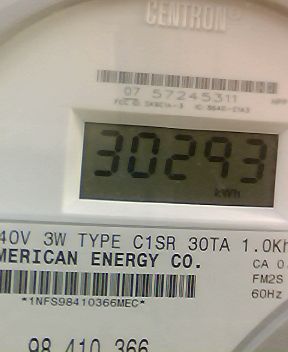 CENTRON®
07 57245311
30293
kWh
40V 3W TYPE C1SR 30TA 1.0Kh
MERICAN ENERGY CO.
CA 0.
FM2S
60Hz
*1NFS98410366MEC*
98 410 366